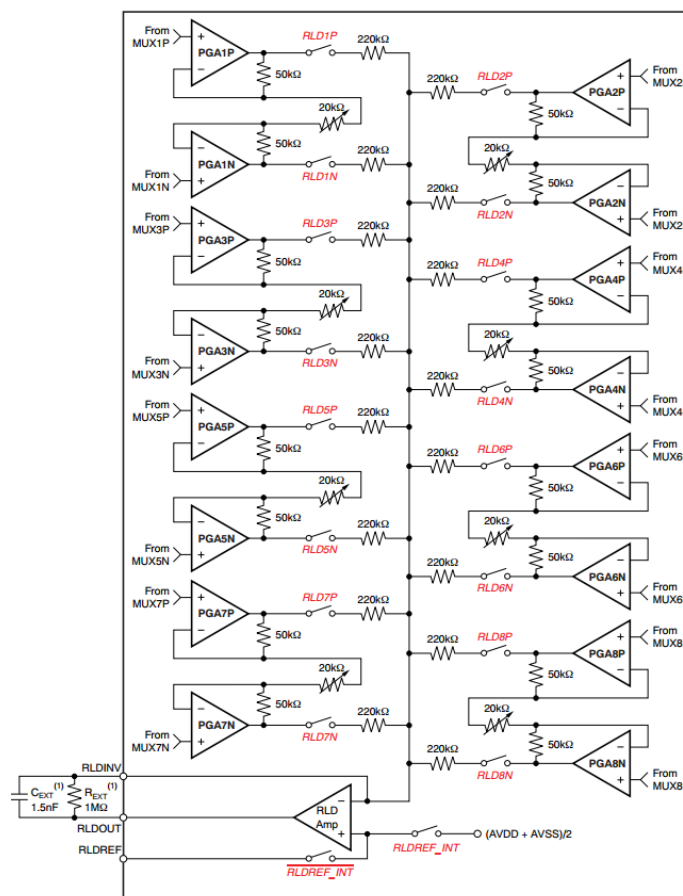 From
MUX1P
+
PGA1P
−
RLD1P
220kΩ
50kΩ
20kΩ
−
PGA1N
+
From
MUX1N
50kΩ
RLD1N
220kΩ
From
MUX2
+
PGA2P
−
RLD2P
220kΩ
50kΩ
20kΩ
−
PGA2N
+
From
MUX2
50kΩ
RLD2N
220kΩ
From
MUX3P
+
PGA3P
−
RLD3P
220kΩ
50kΩ
20kΩ
−
PGA3N
+
From
MUX3N
50kΩ
RLD3N
220kΩ
From
MUX4
+
PGA4P
−
RLD4P
220kΩ
50kΩ
20kΩ
−
PGA4N
+
From
MUX4
50kΩ
RLD4N
220kΩ
From
MUX5P
+
PGA5P
−
RLD5P
220kΩ
50kΩ
20kΩ
−
PGA5N
+
From
MUX5N
50kΩ
RLD5N
220kΩ
From
MUX6
+
PGA6P
−
RLD6P
220kΩ
50kΩ
20kΩ
−
PGA6N
+
From
MUX6
50kΩ
RLD6N
220kΩ
From
MUX7P
+
PGA7P
−
RLD7P
220kΩ
50kΩ
20kΩ
−
PGA7N
+
From
MUX7N
50kΩ
RLD7N
220kΩ
From
MUX8
+
PGA8P
−
RLD8P
220kΩ
50kΩ
20kΩ
−
PGA8N
+
From
MUX8
50kΩ
RLD8N
220kΩ
RLDINV
CEXT (1)
1.5nF
REXT (1)
1MΩ
RLDOUT
RLD
Amp
−
+
RLDREF
RLDREF_INT
RLDREF_INT
(AVDD + AVSS)/2